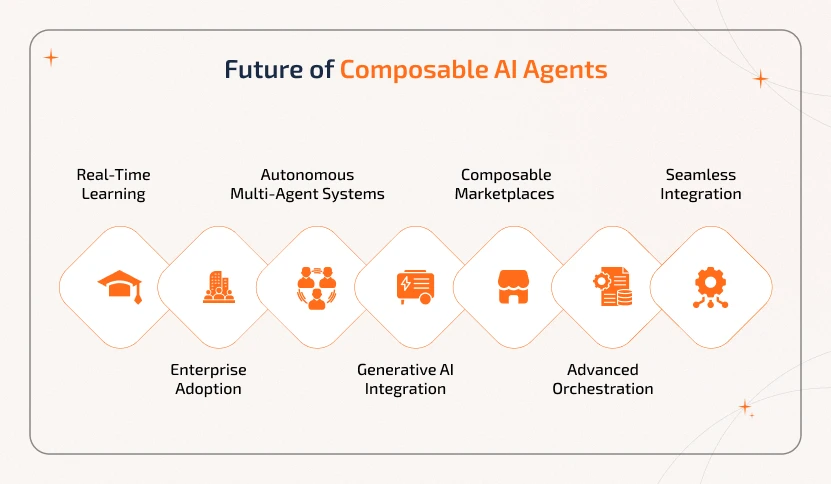 Future of Composable AI Agents
Real-Time
Learning
Autonomous
Multi-Agent Systems
Composable
Marketplaces
Seamless
Integration
Enterprise
Adoption
Generative AI
Integration
Advanced
Orchestration